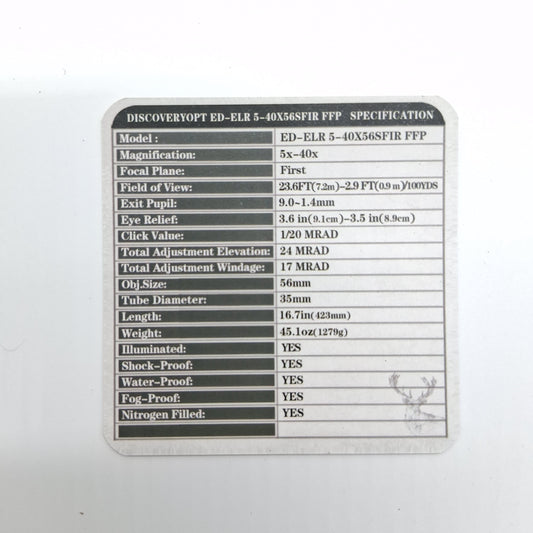 DISCOVERYOPT ED-ELR 5-40X56SFIR FFP SPECIFICATION
Model : ED-ELR 5-40X56SFIR FFP
Magnification: 5x-40x
Focal Plane: First
Field of View: 23.6FT(7.2m)-2.9 FT(0.9 m)/100YDS
Exit Pupil: 9.0~1.4mm
Eye Relief: 3.6 in(9.1cm)-3.5 in(8.9cm)
Click Value: 1/20 MRAD
Total Adjustment Elevation: 24 MRAD
Total Adjustment Windage: 17 MRAD
Obj.Size: 56mm
Tube Diameter: 35mm
Length: 16.7in(423mm)
Weight: 45.1oz(1279g)
Illuminated: YES
Shock-Proof: YES
Water-Proof: YES
Fog-Proof: YES
Nitrogen Filled: YES